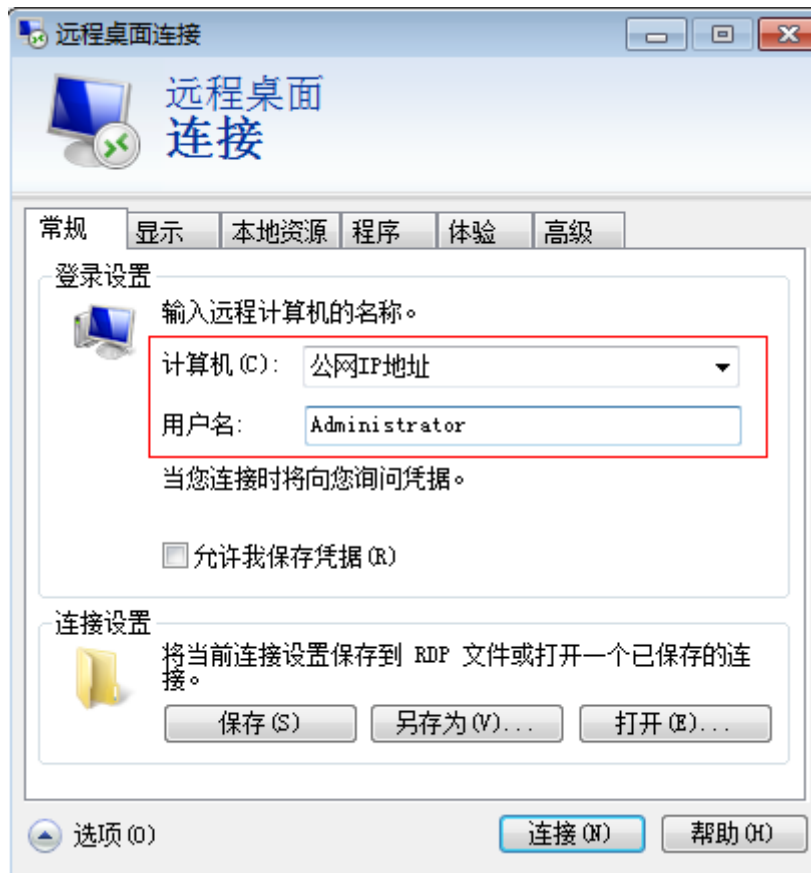 远程桌面连接
远程桌面
连接
常规 显示 本地资源 程序 体验 高级
登录设置
输入远程计算机的名称。
计算机(C): 公网IP地址
用户名: Administrator
当您连接时将向您询问凭据。
允许我保存凭据(R)
连接设置
将当前连接设置保存到 RDP 文件或打开一个已保存的连
接。
保存(S) 另存为(V)... 打开(E)...
选项(O) 连接(N) 帮助(H)